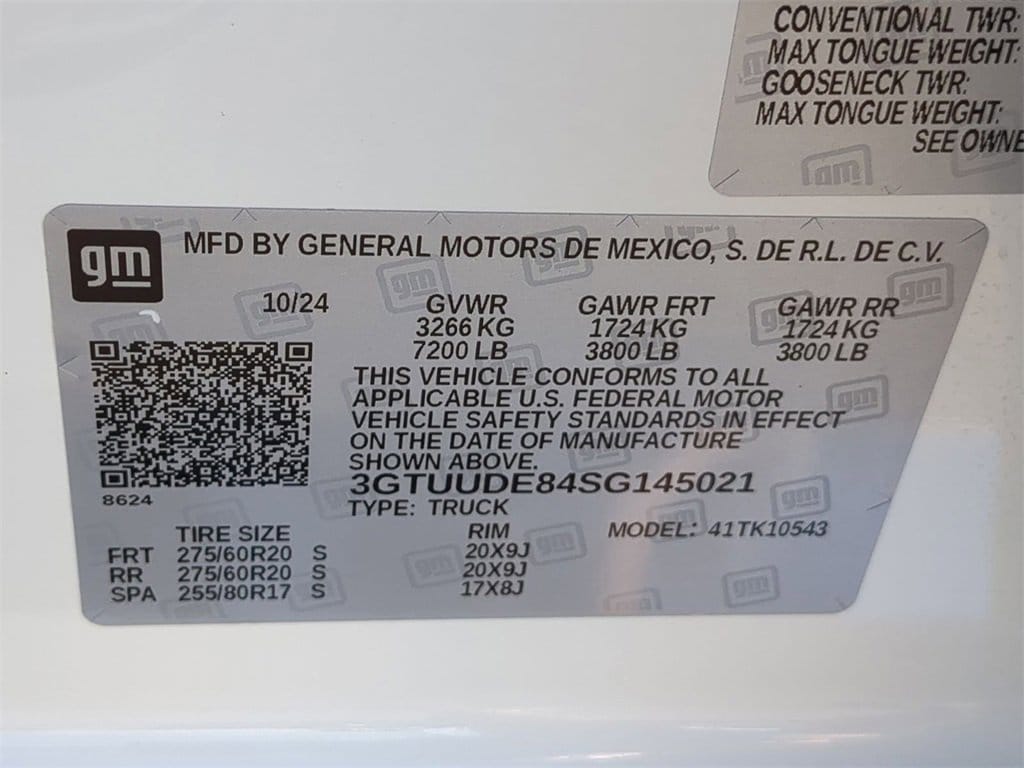 CONVENTIONAL TWR:
MAX TONGUE WEIGHT:
GOOSENECK TWR:
MAX TONGUE WEIGHT:
SEE OWNE
gm
MFD BY GENERAL MOTORS DE MEXICO, S. DE R.L. DE C.V.
10/24 GVWR GAWR FRT GAWR RR
3266 KG 1724 KG 1724 KG
7200 LB 3800 LB 3800 LB
THIS VEHICLE CONFORMS TO ALL
APPLICABLE U.S. FEDERAL MOTOR
VEHICLE SAFETY STANDARDS IN EFFECT
ON THE DATE OF MANUFACTURE
SHOWN ABOVE.
3GTUUDE84SG145021
8624
TYPE: TRUCK
TIRE SIZE RIM MODEL: 41TK10543
FRT 275/60R20 S 20X9J
RR 275/60R20 S 20X9J
SPA 255/80R17 S 17X8J